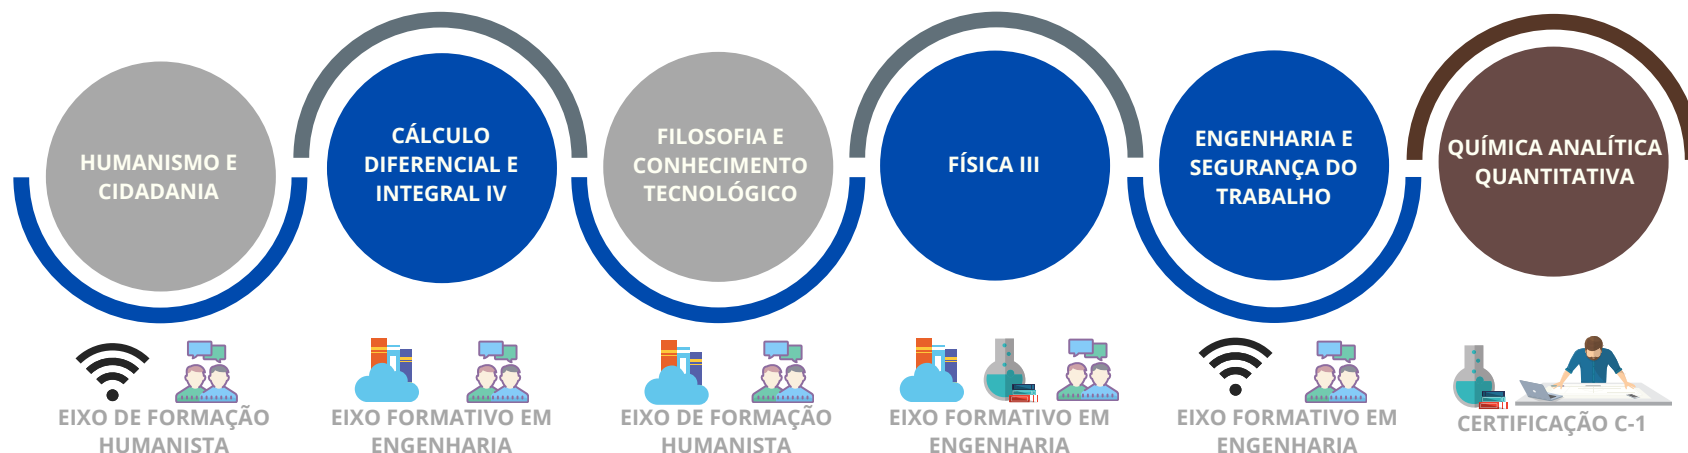 HUMANISMO E
CIDADANIA
CÁLCULO
DIFERENCIAL E
INTEGRAL IV
FILOSOFIA E
CONHECIMENTO
TECNOLÓGICO
FÍSICA III
ENGENHARIA E
SEGURANÇA DO
TRABALHO
QUÍMICA ANALÍTICA
QUANTITATIVA
EIXO DE FORMAÇÃO
HUMANISTA
EIXO FORMATIVO EM
ENGENHARIA
EIXO DE FORMAÇÃO
HUMANISTA
EIXO FORMATIVO EM
ENGENHARIA
EIXO FORMATIVO EM
ENGENHARIA
CERTIFICAÇÃO C-1